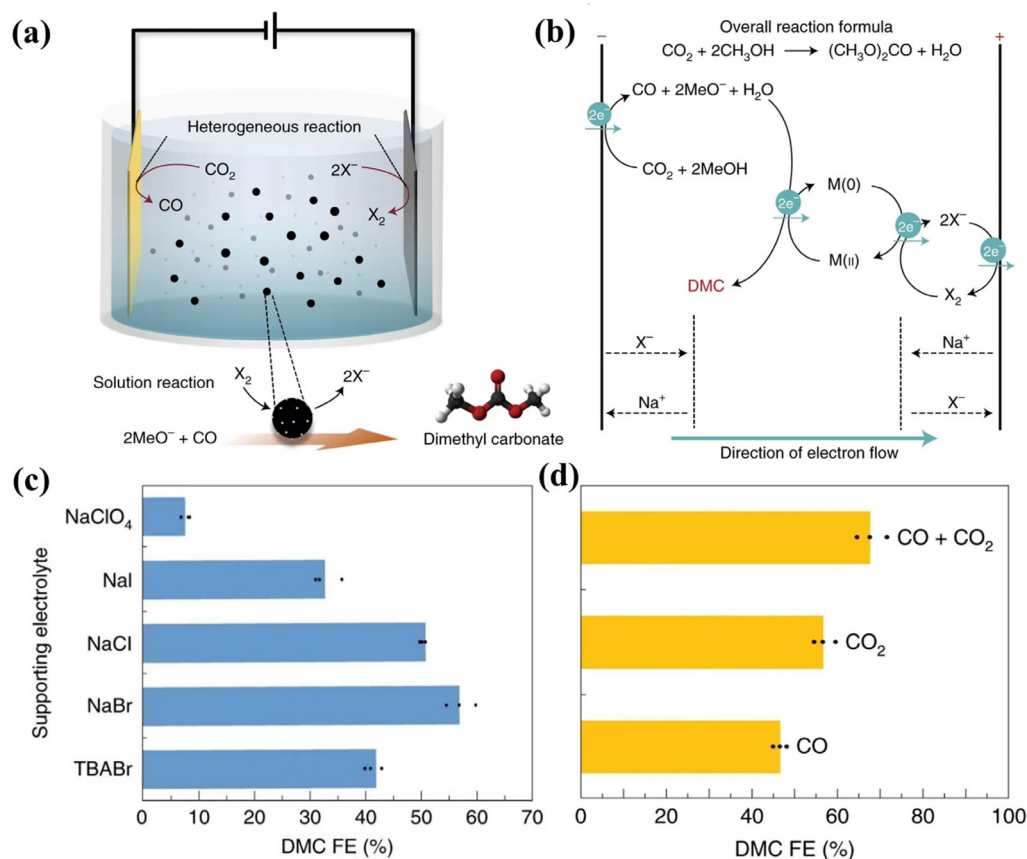 (a)
Heterogeneous reaction
CO₂
CO
2X⁻
X₂
Solution reaction
X₂
2X⁻
2MeO⁻ + CO
Dimethyl carbonate
(b)
Overall reaction formula
CO₂ + 2CH₃OH → (CH₃O)₂CO + H₂O
−
+
CO + 2MeO⁻ + H₂O
2e⁻
CO₂ + 2MeOH
M(0)
2e⁻
2e⁻
2X⁻
2e⁻
M(II)
DMC
X₂
X⁻
Na⁺
Na⁺
X⁻
Direction of electron flow
(c)
Supporting electrolyte
NaClO₄
NaI
NaCl
NaBr
TBABr
0 10 20 30 40 50 60 70
DMC FE (%)
(d)
CO + CO₂
CO₂
CO
0 20 40 60 80 100
DMC FE (%)